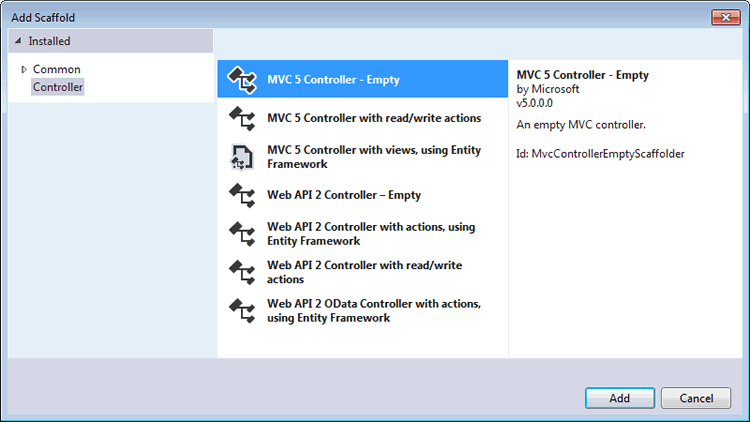 Add Scaffold
Installed
Common
Controller
MVC 5 Controller - Empty
MVC 5 Controller with read/write actions
MVC 5 Controller with views, using Entity
Framework
Web API 2 Controller – Empty
Web API 2 Controller with actions, using
Entity Framework
Web API 2 Controller with read/write
actions
Web API 2 OData Controller with actions,
using Entity Framework
MVC 5 Controller - Empty
by Microsoft
v5.0.0.0
An empty MVC controller.
Id: MvcControllerEmptyScaffolder
Add
Cancel